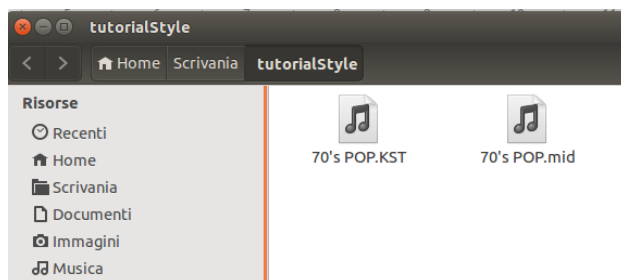 tutorialStyle
Home Scrivania tutorialStyle
Risorse
Recenti
Home
Scrivania
Documenti
Immagini
Musica
70's POP.KST 70's POP.mid